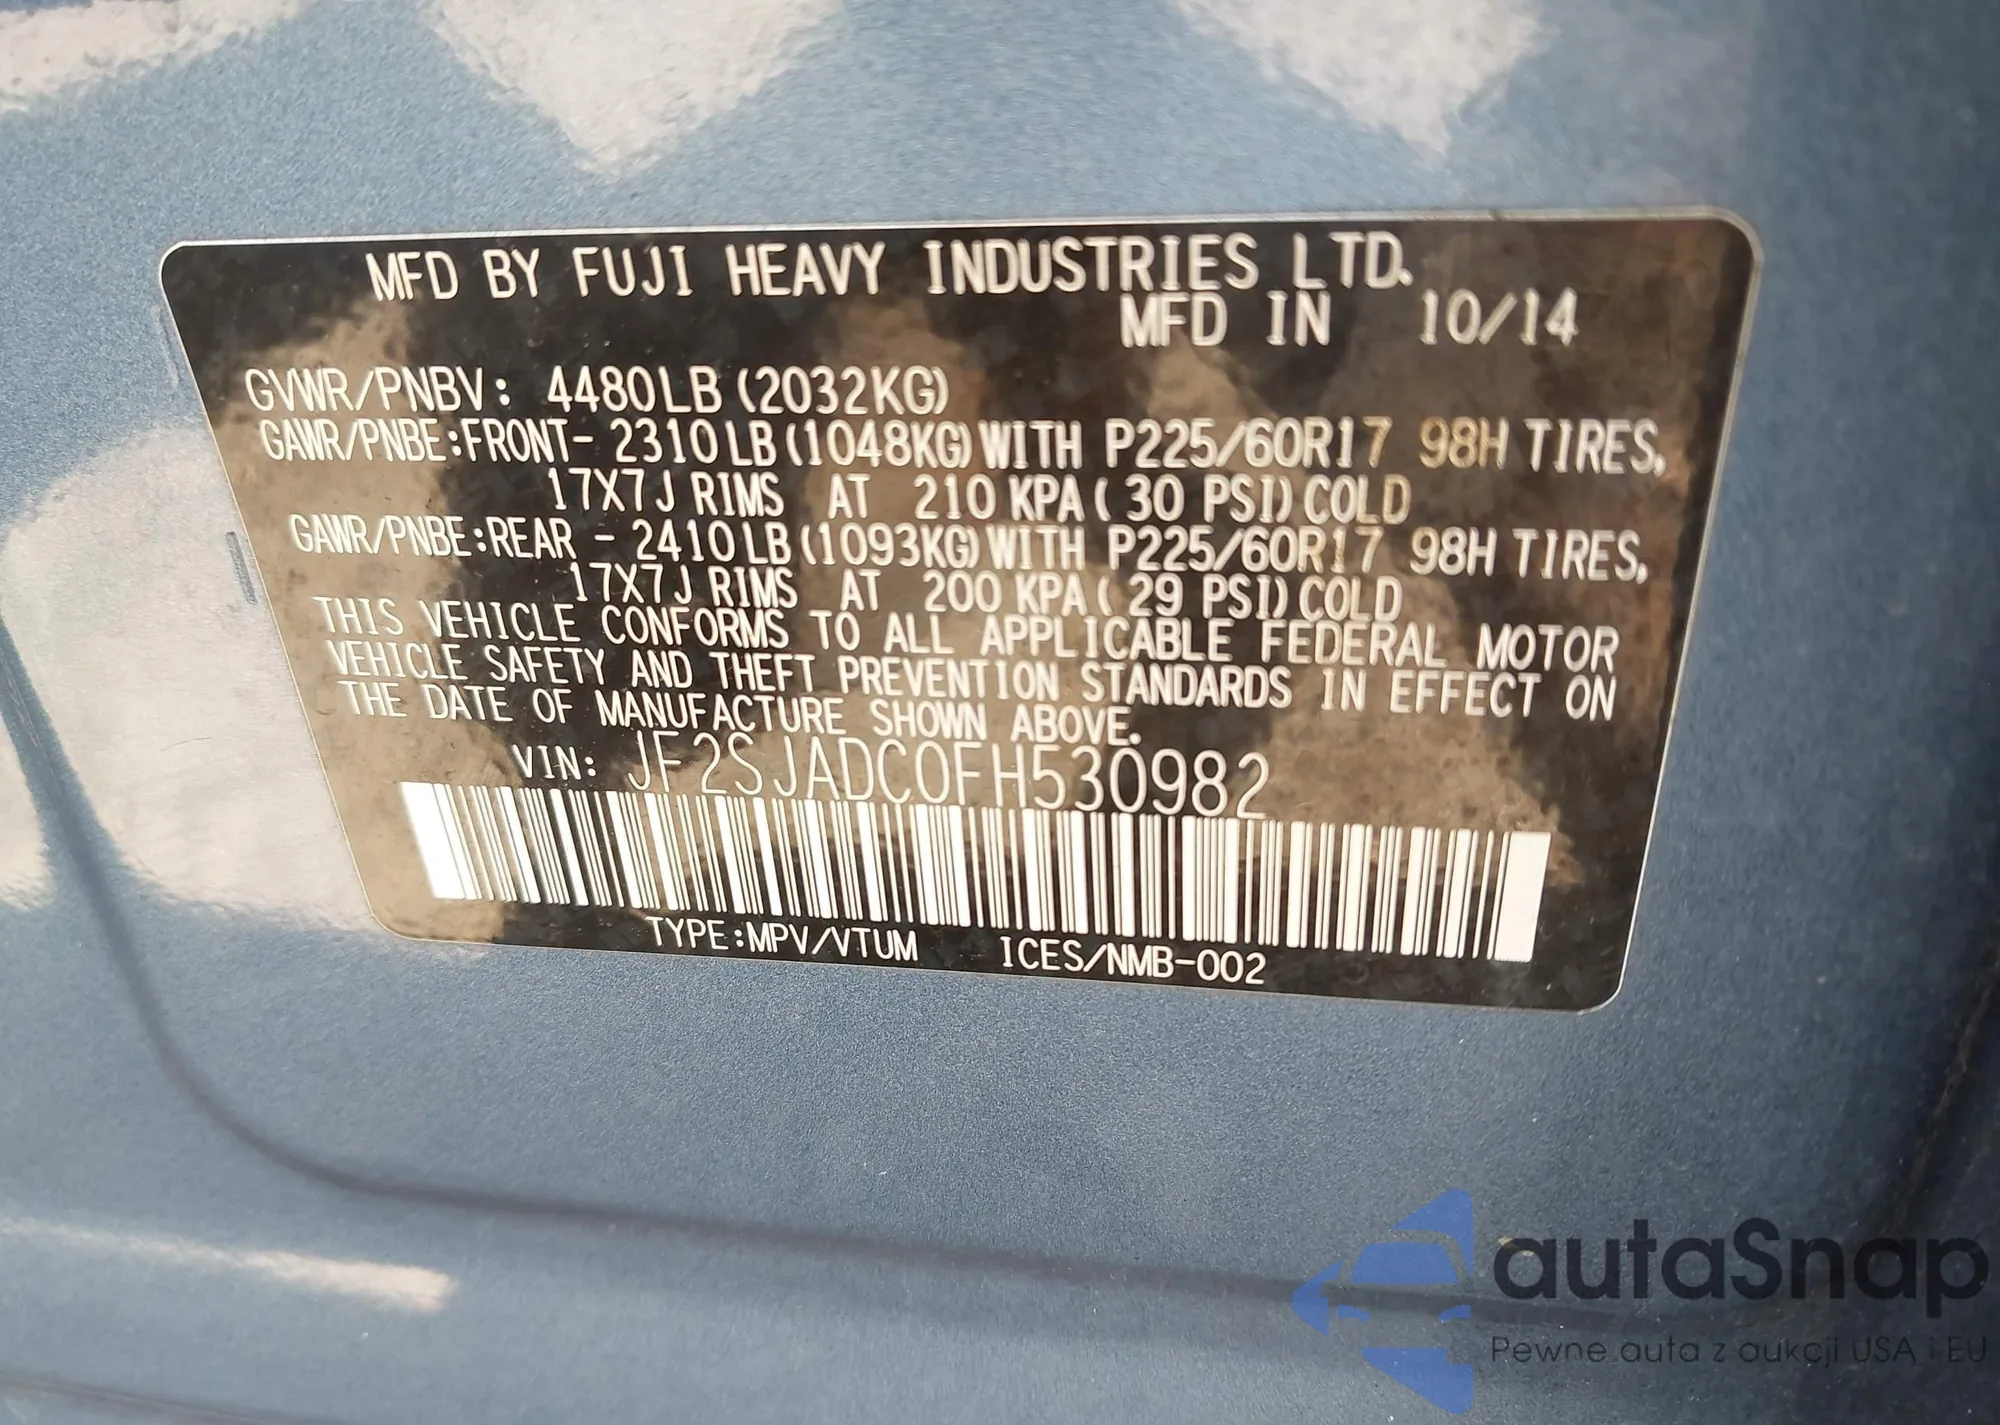 MFD BY FUJI HEAVY INDUSTRIES LTD.
MFD IN 10/14
GVWR/PNBV: 4480LB (2032KG)
GAWR/PNBE:FRONT- 2310LB (1048KG) WITH P225/60R17 98H TIRES,
17X7J RIMS AT 210 KPA ( 30 PSI) COLD
GAWR/PNBE:REAR - 2410LB (1093KG) WITH P225/60R17 98H TIRES,
17X7J RIMS AT 200 KPA ( 29 PSI) COLD
THIS VEHICLE CONFORMS TO ALL APPLICABLE FEDERAL MOTOR
VEHICLE SAFETY AND THEFT PREVENTION STANDARDS IN EFFECT ON
THE DATE OF MANUFACTURE SHOWN ABOVE.
VIN: JF2SJADC0FH530982
TYPE:MPV/VTUM ICES/NMB-002
autaSnap
Pewne auta z aukcji USA i EU